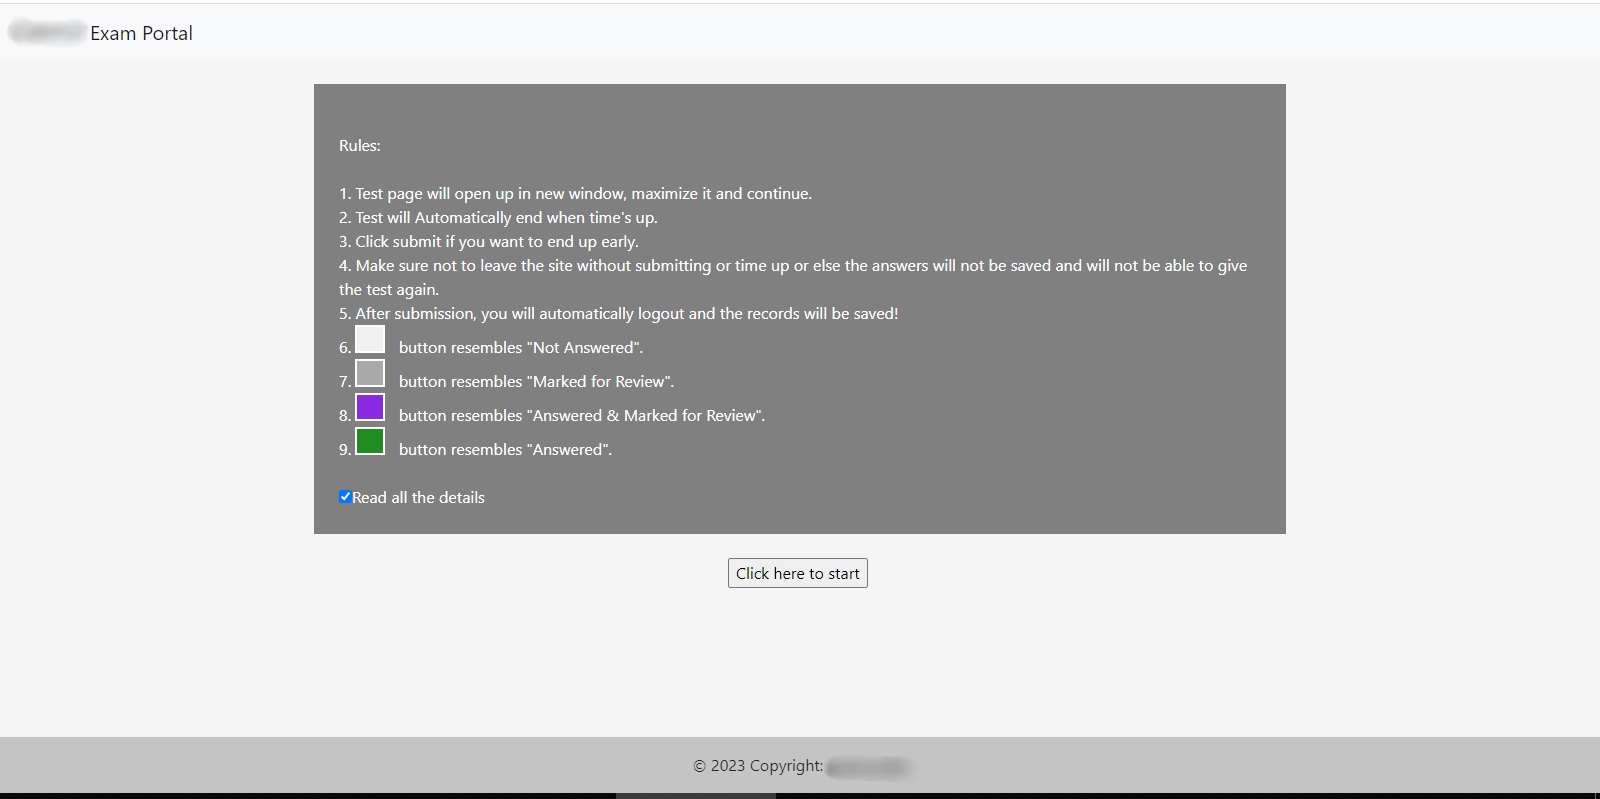 Exam Portal
Rules:
1. Test page will open up in new window, maximize it and continue.
2. Test will Automatically end when time's up.
3. Click submit if you want to end up early.
4. Make sure not to leave the site without submitting or time up or else the answers will not be saved and will not be able to give
the test again.
5. After submission, you will automatically logout and the records will be saved!
6. button resembles "Not Answered".
7. button resembles "Marked for Review".
8. button resembles "Answered & Marked for Review".
9. button resembles "Answered".
Read all the details
Click here to start
© 2023 Copyright: